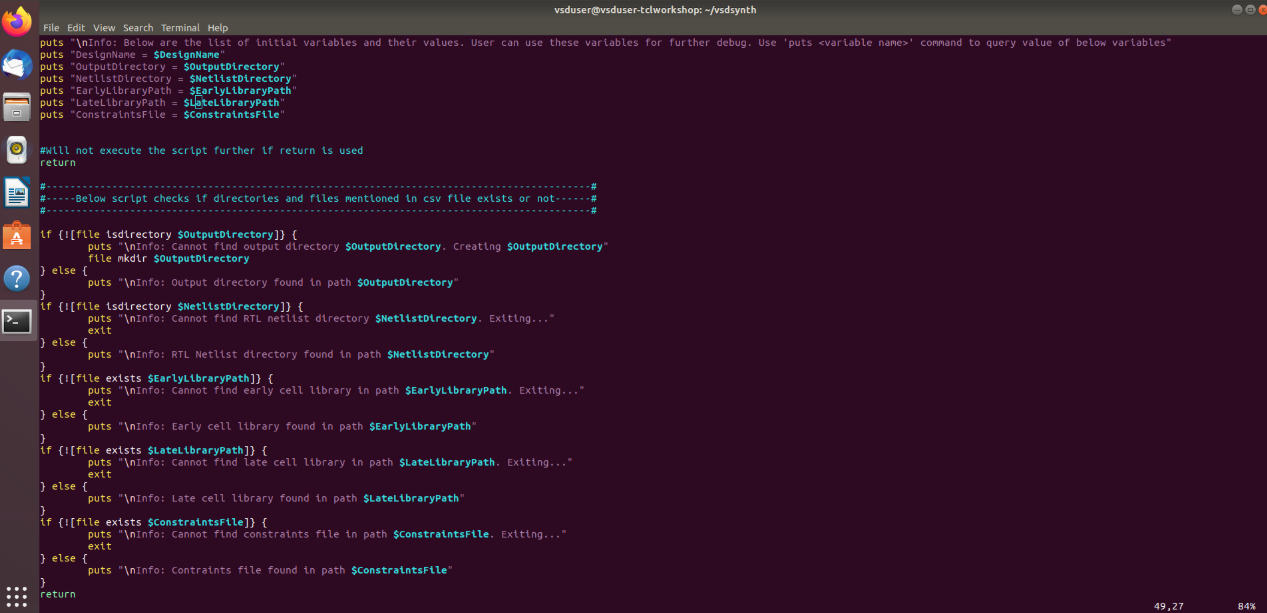 vsduser@vsduser-tclworkshop: ~/vsdsynth
File Edit View Search Terminal Help
puts "\nInfo: Below are the list of initial variables and their values. User can use these variables for further debug. Use 'puts <variable name>' command to query value of below variables"
puts "DesignName = $DesignName"
puts "OutputDirectory = $OutputDirectory"
puts "NetlistDirectory = $NetlistDirectory"
puts "EarlyLibraryPath = $EarlyLibraryPath"
puts "LateLibraryPath = $LateLibraryPath"
puts "ConstraintsFile = $ConstraintsFile"
#Will not execute the script further if return is used
return
#-------------------------------------------------------------------------------------------#
#-----Below script checks if directories and files mentioned in csv file exists or not------#
#-------------------------------------------------------------------------------------------#
if {![file isdirectory $OutputDirectory]} {
        puts "\nInfo: Cannot find output directory $OutputDirectory. Creating $OutputDirectory"
        file mkdir $OutputDirectory
} else {
        puts "\nInfo: Output directory found in path $OutputDirectory"
}
if {![file isdirectory $NetlistDirectory]} {
        puts "\nInfo: Cannot find RTL netlist directory $NetlistDirectory. Exiting..."
        exit
} else {
        puts "\nInfo: RTL Netlist directory found in path $NetlistDirectory"
}
if {![file exists $EarlyLibraryPath]} {
        puts "\nInfo: Cannot find early cell library in path $EarlyLibraryPath. Exiting..."
        exit
} else {
        puts "\nInfo: Early cell library found in path $EarlyLibraryPath"
}
if {![file exists $LateLibraryPath]} {
        puts "\nInfo: Cannot find late cell library in path $LateLibraryPath. Exiting..."
        exit
} else {
        puts "\nInfo: Late cell library found in path $LateLibraryPath"
}
if {![file exists $ConstraintsFile]} {
        puts "\nInfo: Cannot find constraints file in path $ConstraintsFile. Exiting..."
        exit
} else {
        puts "\nInfo: Contraints file found in path $ConstraintsFile"
}
return
49,27 84%